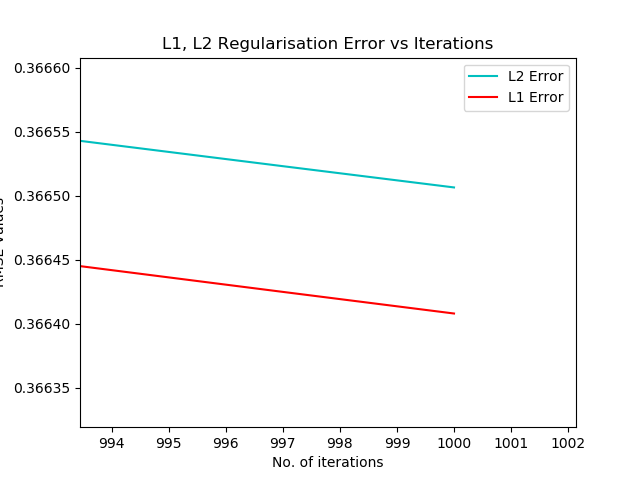 L1, L2 Regularisation Error vs Iterations
L2 Error
L1 Error
0.36660
0.36655
0.36650
0.36645
0.36640
0.36635
994 995 996 997 998 999 1000 1001 1002
No. of iterations